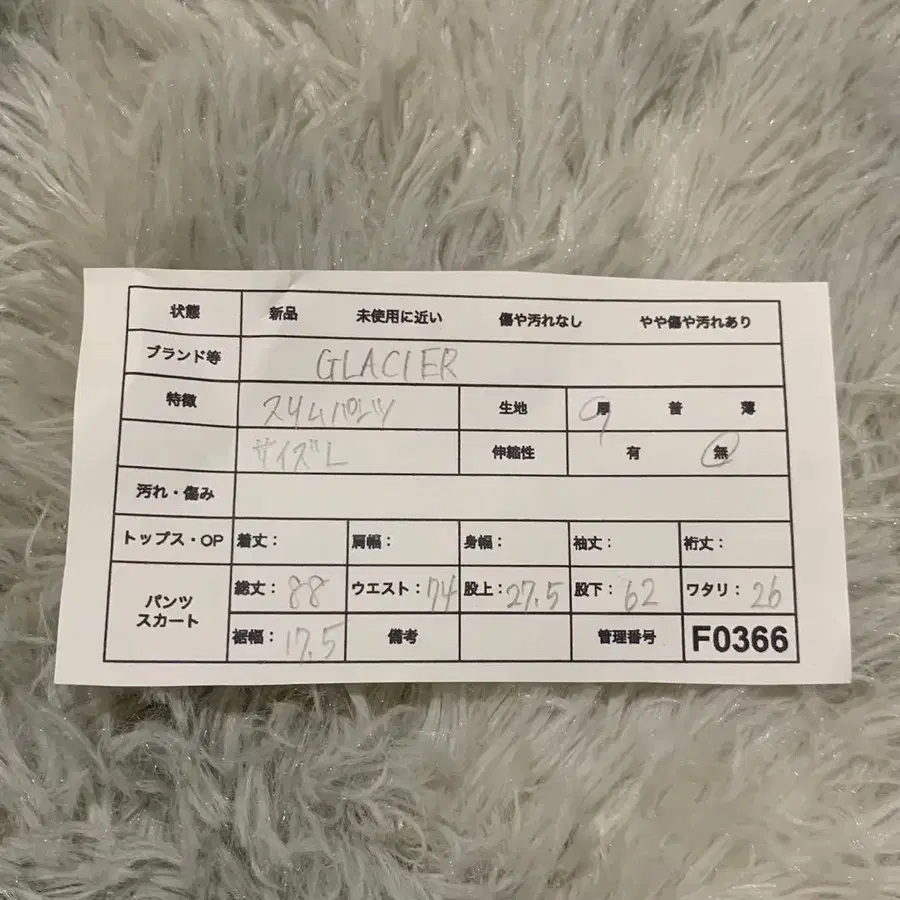 状態 新品 未使用に近い 傷や汚れなし やや傷や汚れあり
ブランド等 GLACIER
特徴 スリムパンツ 生地 厚 普 薄
サイズL 伸縮性 有 無
汚れ・傷み
トップス・OP 着丈： 肩幅： 身幅： 袖丈： 裄丈：
パンツ
スカート
総丈：88 ウエスト：74 股上：27.5 股下：62 ワタリ：26
裾幅：17.5 備考 管理番号 F0366